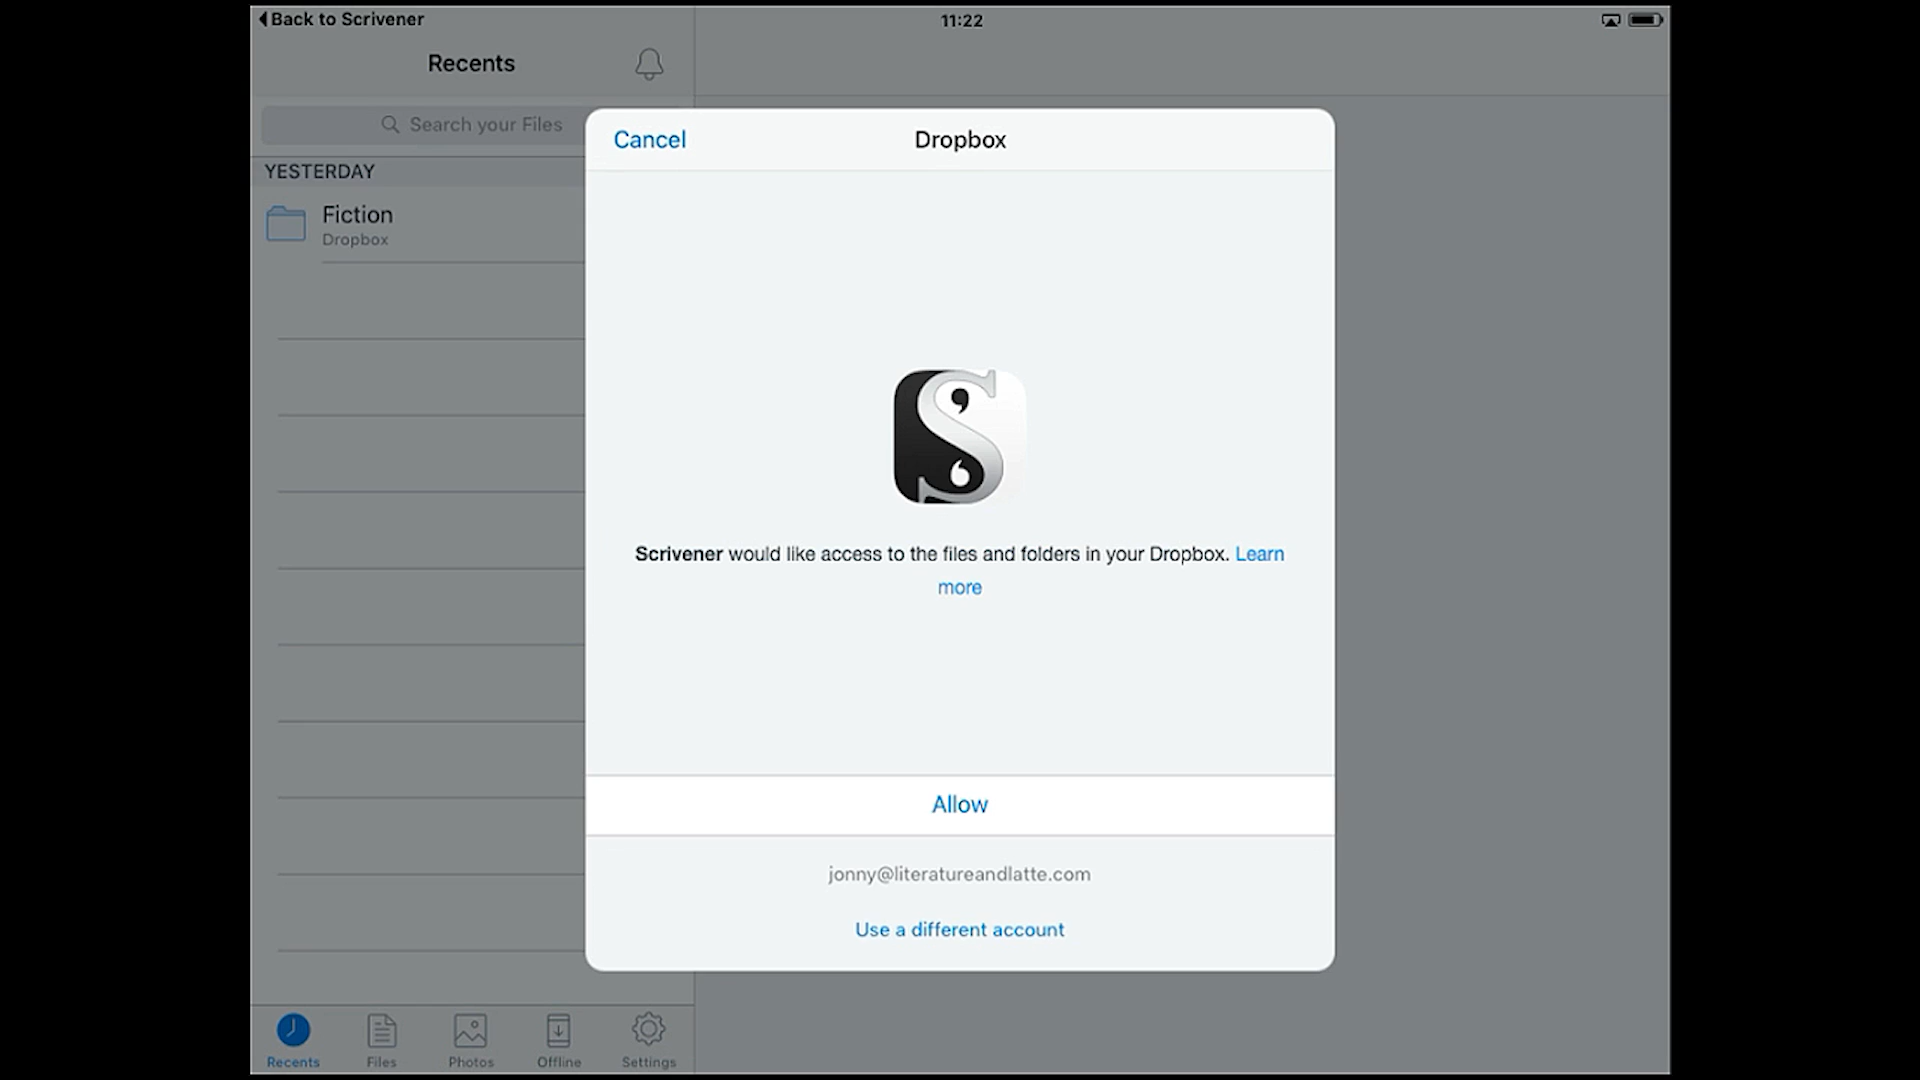 Back to Scrivener
11:22
Recents
Search your Files
YESTERDAY
Fiction
Dropbox
Cancel
Dropbox
Scrivener would like access to the files and folders in your Dropbox. Learn
more
Allow
jonny@literatureandlatte.com
Use a different account
Recents
Files
Photos
Offline
Settings